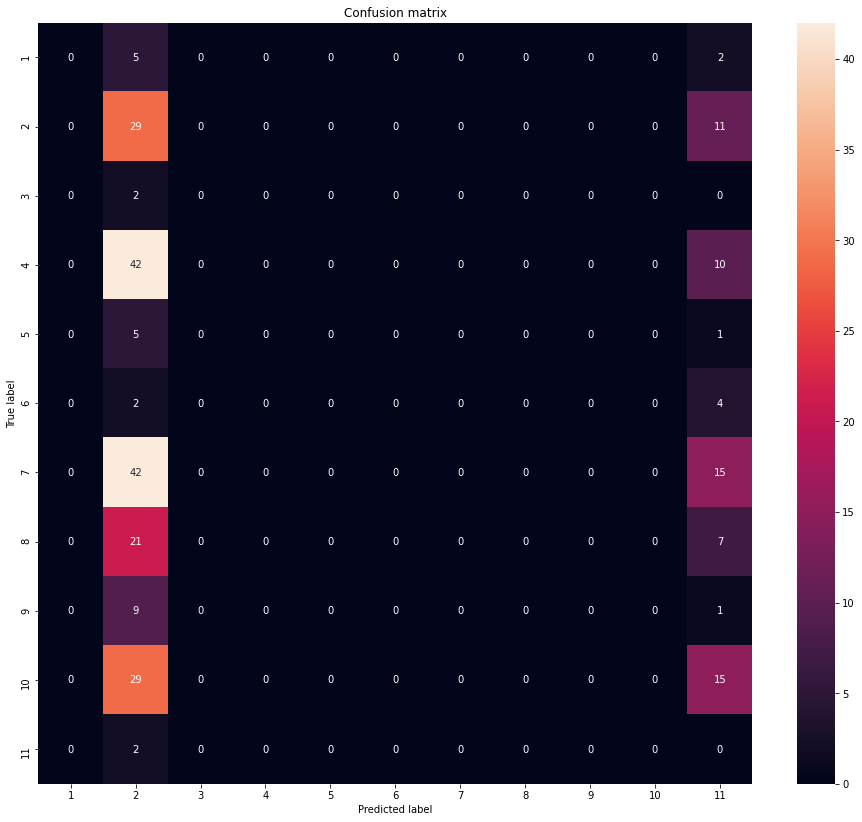 Confusion matrix
1 0 5 0 0 0 0 0 0 0 0 2
2 0 29 0 0 0 0 0 0 0 0 11
3 0 2 0 0 0 0 0 0 0 0 0
4 0 42 0 0 0 0 0 0 0 0 10
5 0 5 0 0 0 0 0 0 0 0 1
6 0 2 0 0 0 0 0 0 0 0 4
7 0 42 0 0 0 0 0 0 0 0 15
8 0 21 0 0 0 0 0 0 0 0 7
9 0 9 0 0 0 0 0 0 0 0 1
10 0 29 0 0 0 0 0 0 0 0 15
11 0 2 0 0 0 0 0 0 0 0 0
1 2 3 4 5 6 7 8 9 10 11
True label
Predicted label
40
35
30
25
20
15
10
5
0